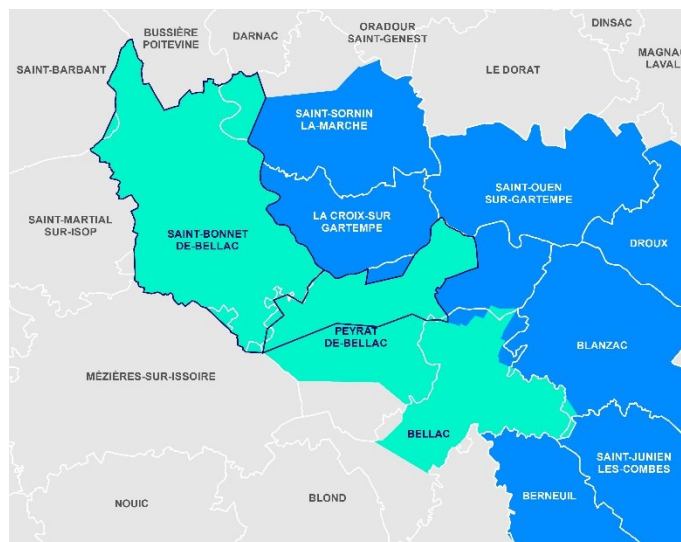 BUSSIÈRE
POITEVINE
DARNAC
ORADOUR
SAINT-GENEST
DINSAC
SAINT-BARBANT
LE DORAT
MAGNAC
LAVAL
SAINT-SORNIN
LA-MARCHE
SAINT-OUEN
SUR-GARTEMPE
SAINT-MARTIAL
SUR-ISOP
SAINT-BONNET
DE-BELLAC
LA CROIX-SUR
GARTEMPE
DROUX
PEYRAT
DE-BELLAC
BLANZAC
MÉZIÈRES-SUR-ISSOIRE
BELLAC
SAINT-JUNIEN
LES-COMBES
NOUIC
BLOND
BERNEUIL